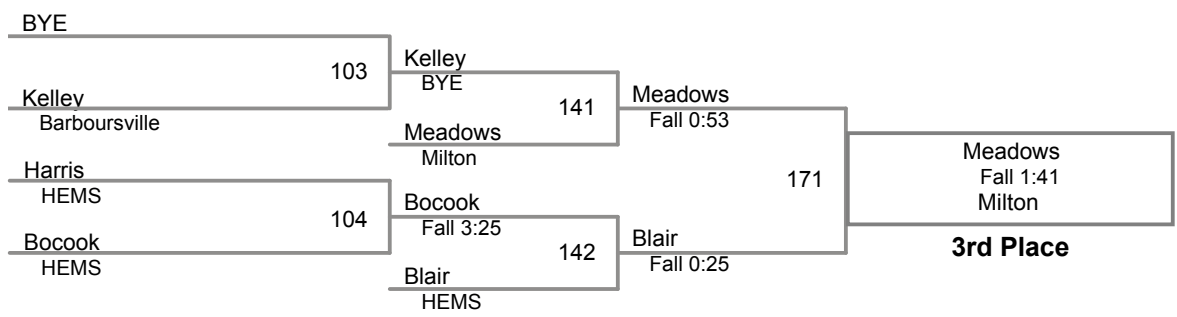 BYE
103
Kelley
Barboursville
Harris
HEMS
104
Bocook
HEMS
Kelley
BYE
141
Meadows
Milton
Bocook
Fall 3:25
142
Blair
HEMS
Meadows
Fall 0:53
171
Blair
Fall 0:25
Meadows
Fall 1:41
Milton
3rd Place